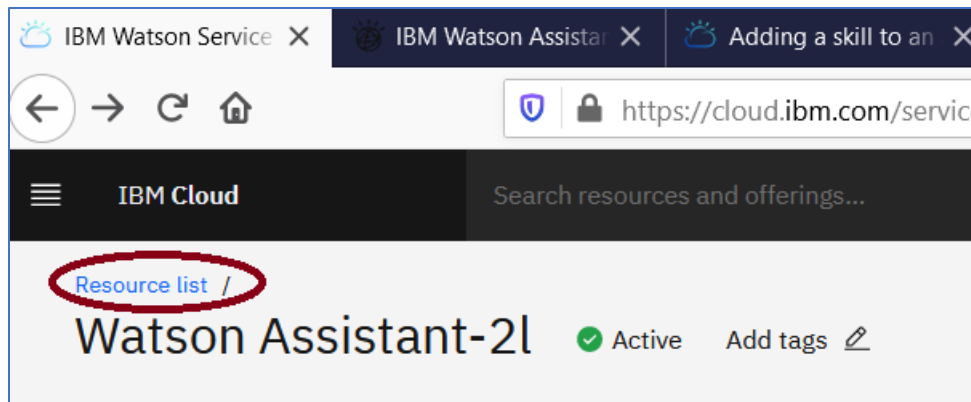 IBM Watson Service IBM Watson Assistar Adding a skill to an
https://cloud.ibm.com/servic
IBM Cloud Search resources and offerings...
Resource list /
Watson Assistant-2l Active Add tags